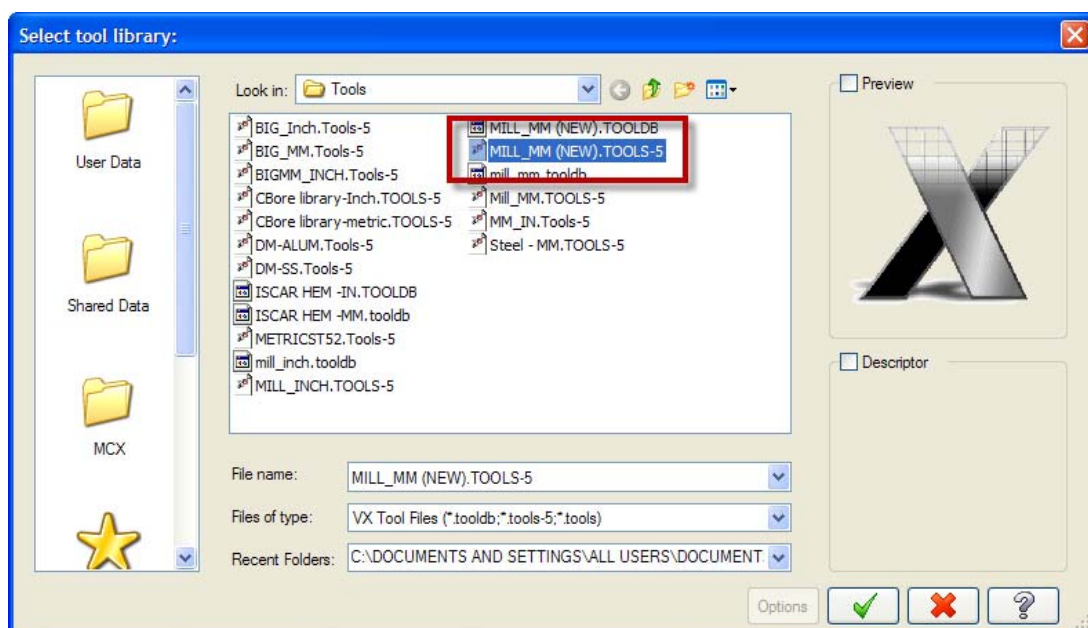 Select tool library:
Look in: Tools
Preview
BIG_Inch.Tools-5
BIG_MM.Tools-5
BIGMM_INCH.Tools-5
CBore library-Inch.TOOLS-5
CBore library-metric.TOOLS-5
DM-ALUM.Tools-5
DM-SS.Tools-5
ISCAR HEM -IN.TOOLDB
ISCAR HEM -MM.tooldb
METRICST52.Tools-5
mill_inch.tooldb
MILL_INCH.TOOLS-5
MILL_MM (NEW).TOOLDB
MILL_MM (NEW).TOOLS-5
mill_mm.tooldb
Mill_MM.TOOLS-5
MM_IN.Tools-5
Steel - MM.TOOLS-5
User Data
Shared Data
MCX
Descriptor
File name: MILL_MM (NEW).TOOLS-5
Files of type: VX Tool Files (*.tooldb;*.tools-5;*.tools)
Recent Folders: C:\DOCUMENTS AND SETTINGS\ALL USERS\DOCUMENT
Options